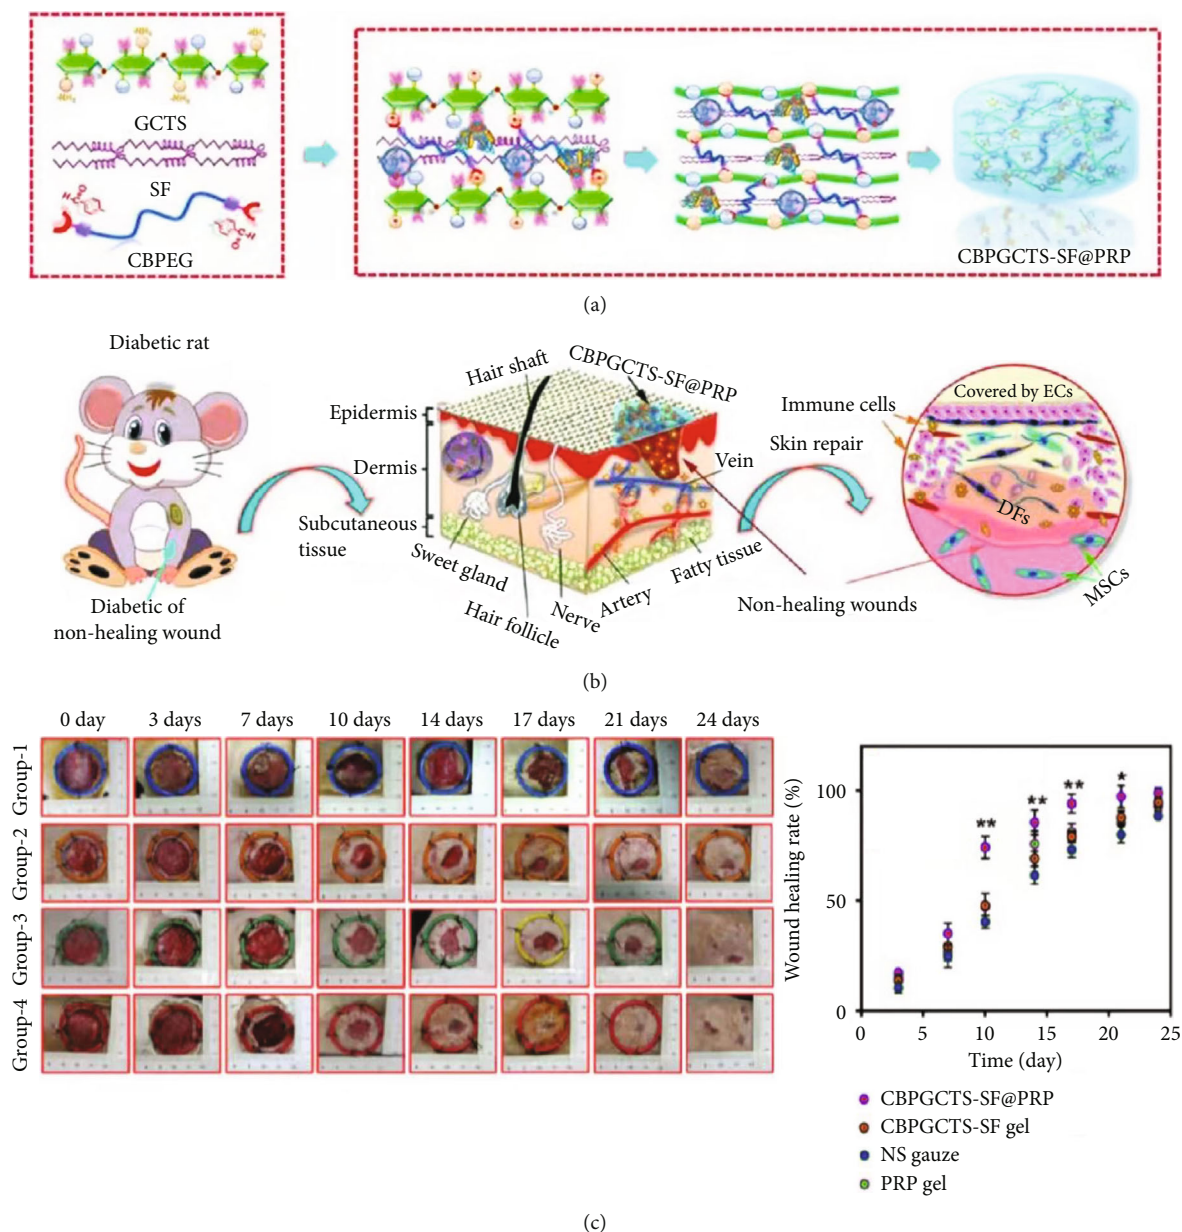 GCTS
SF
CBPEG
CBPGCTS-SF@PRP
(a)
Diabetic rat
Diabetic of
non-healing wound
Epidermis
Dermis
Subcutaneous
tissue
Hair shaft
CBPGCTS-SF@PRP
Vein
Sweet gland
Hair follicle
Nerve
Artery
Fatty tissue
Immune cells
Skin repair
Non-healing wounds
Covered by ECs
DFs
MSCs
(b)
0 day 3 days 7 days 10 days 14 days 17 days 21 days 24 days
Group-1
Group-2
Group-3
Group-4
Wound healing rate (%)
100
50
0
** ** ** *
0 5 10 15 20 25
Time (day)
CBPGCTS-SF@PRP
CBPGCTS-SF gel
NS gauze
PRP gel
(c)